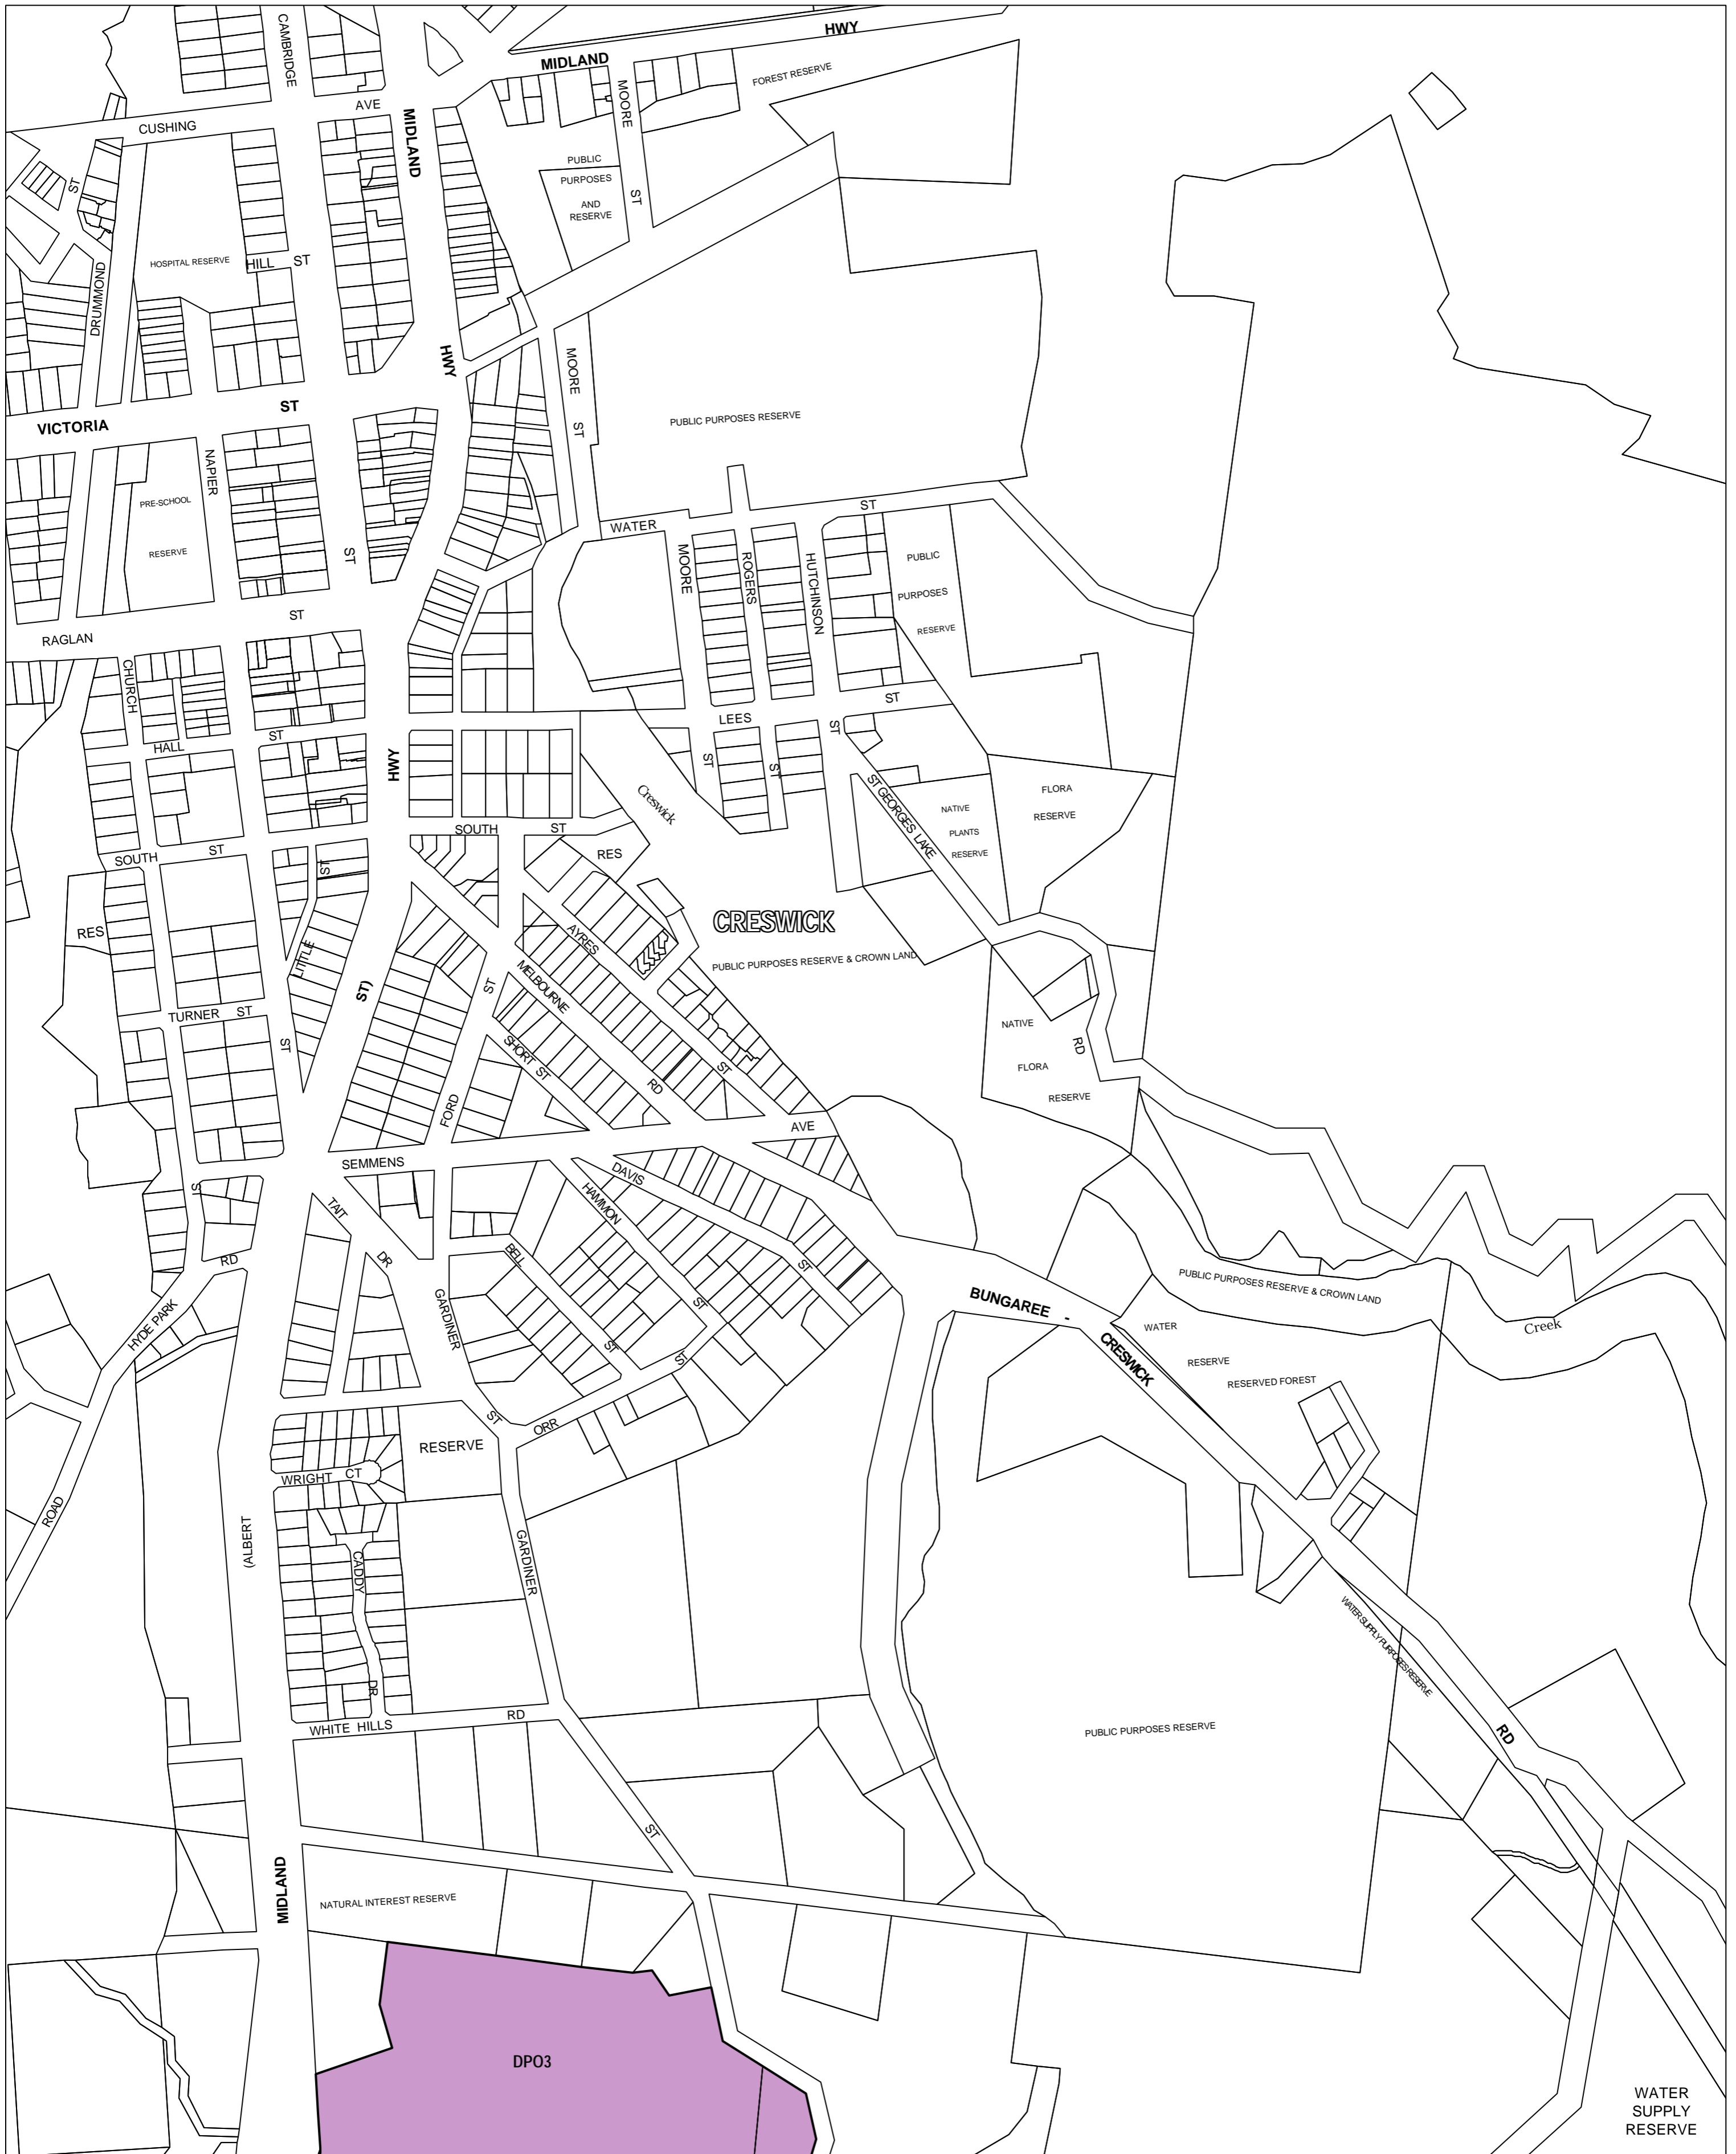 CAMBRIDGE
HWY
MIDLAND
FOREST RESERVE
MOORE
AVE
CUSHING
MIDLAND
PUBLIC
PURPOSES
AND
RESERVE
ST
ST
HOSPITAL RESERVE
HILL ST
DRUMMOND
HWY
MOORE
ST
ST
VICTORIA
PUBLIC PURPOSES RESERVE
NAPIER
PRE-SCHOOL
RESERVE
ST
WATER
ST
MOORE
ROGERS
HUTCHINSON
PUBLIC
PURPOSES
RESERVE
ST
RAGLAN
CHURCH
ST
LEES
ST
ST
ST
ST
HALL
HWY
Creswick
ST GEORGES LAKE
FLORA
RESERVE
NATIVE
PLANTS
RESERVE
SOUTH
ST
RES
SOUTH
ST
ST
RES
CRESWICK
PUBLIC PURPOSES RESERVE & CROWN LAND
AYRES
MELBOURNE
LITTLE
ST)
ST
TURNER ST
ST
SHORT ST
ST
RD
NATIVE
FLORA
RESERVE
RD
FORD
AVE
SEMMENS
DAVIS
HAMMON
ST
TAIT
DR
BELL
ST
RD
GARDINER
ST
HYDE PARK
ST
ST
PUBLIC PURPOSES RESERVE & CROWN LAND
BUNGAREE -
CRESWICK
Creek
WATER
RESERVE
RESERVED FOREST
ST
ORR
RESERVE
WRIGHT CT
ROAD
(ALBERT
CADDY
GARDINER
WATER SUPPLY PURPOSES RESERVE
DR
WHITE HILLS
RD
PUBLIC PURPOSES RESERVE
RD
ST
MIDLAND
NATURAL INTEREST RESERVE
DPO3
WATER
SUPPLY
RESERVE